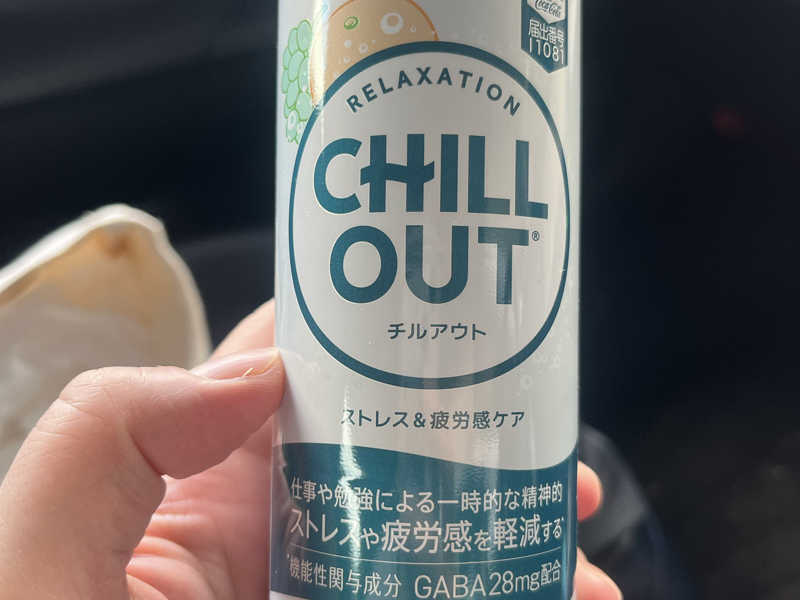 Coca-Cola
届出番号
I1081
RELAXATION
CHILL
OUT®
チルアウト
ストレス&疲労感ケア
仕事や勉強による一時的な精神的
ストレスや疲労感を軽減する*
*機能性関与成分 GABA28mg配合